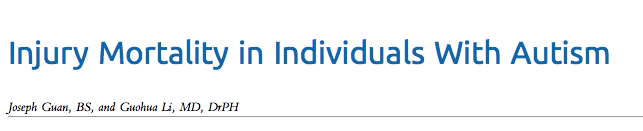 Injury Mortality in Individuals With Autism
Joseph Guan, BS, and Guohua Li, MD, DrPH